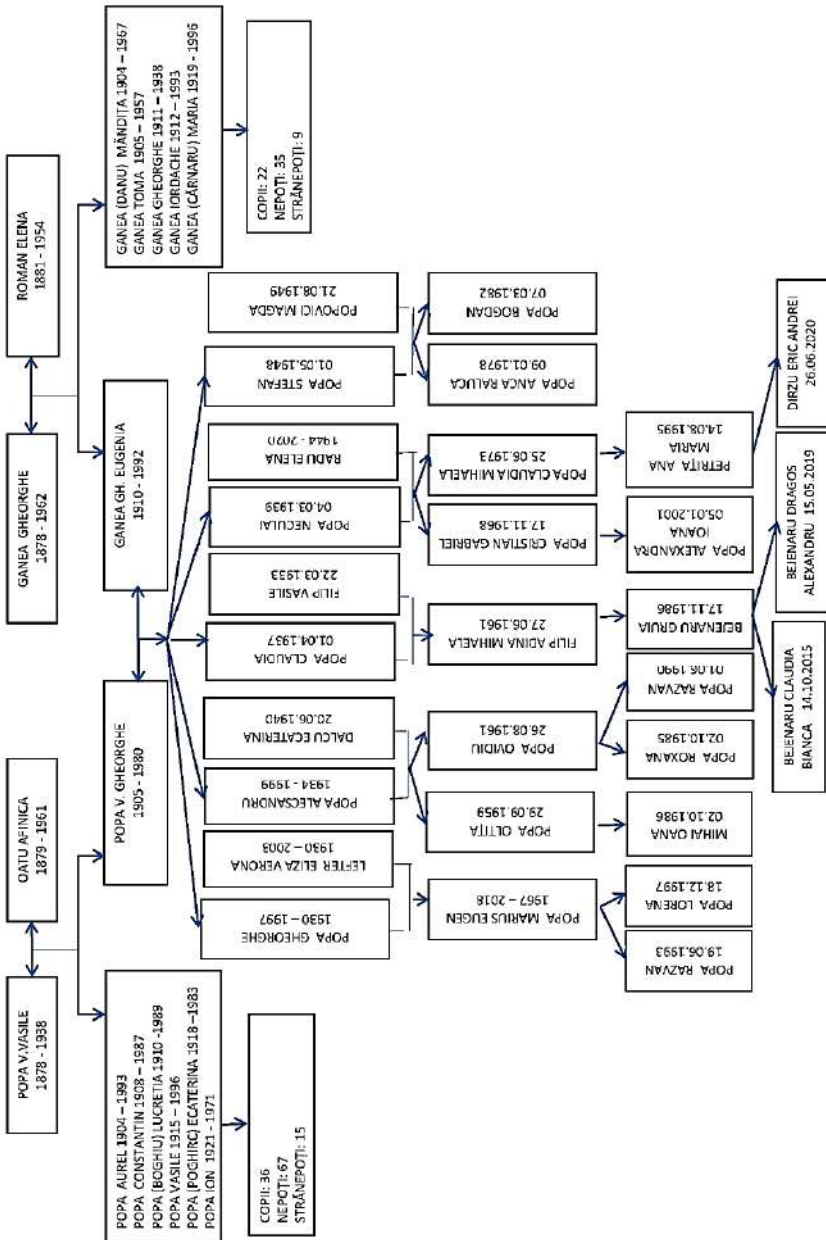 POPA V.VASILE
1878 - 1938
OATU AFINICA
1879 - 1961
GANEA GHEORGHE
1878 - 1962
ROMAN ELENA
1881 - 1954
POPA AUREL 1904 – 1993
POPA CONSTANTIN 1908 – 1987
POPA (BOGHIU) LUCRETIA 1910 -1989
POPA VASILE 1915 – 1996
POPA (POGHIRC) ECATERINA 1918 –1983
POPA ION 1921 - 1971
POPA V. GHEORGHE
1905 - 1980
GANEA GH. EUGENIA
1910 - 1992
GANEA (DANU) MÂNDIȚA 1904 – 1967
GANEA TOMA 1905 – 1957
GANEA GHEORGHE 1911 – 1938
GANEA IORDACHE 1912 – 1993
GANEA (CÂRNARU) MARIA 1919 - 1996
COPII: 36
NEPOȚI: 67
STRĂNEPOȚI: 15
COPII: 22
NEPOȚI: 35
STRĂNEPOȚI: 9
POPA GHEORGHE
1930 – 1997
LEFTER ELIZA VERONA
1930 – 2003
POPA ALECSANDRU
1934 - 1999
DALCU ECATERINA
20.06.1940
POPA CLAUDIA
01.04.1937
FILIP VASILE
22.03.1933
POPA NECULAI
04.03.1939
RADU ELENA
1944 - 2020
POPA STEFAN
01.05.1948
POPOVICI MAGDA
21.08.1949
POPA MARIUS EUGEN
1967 – 2018
POPA OLTIȚA
29.09.1959
POPA OVIDIU
26.08.1961
FILIP ADINA MIHAELA
27.06.1961
POPA CRISTIAN GABRIEL
17.11.1968
POPA CLAUDIA MIHAELA
25.06.1973
POPA ANCA RALUCA
09.01.1978
POPA BOGDAN
07.03.1982
POPA RAZVAN
19.06.1993
POPA LORENA
18.12.1997
MIHAI OANA
02.10.1986
POPA ROXANA
02.10.1985
POPA RAZVAN
01.06.1990
BEJENARU GRUIA
17.11.1986
POPA ALEXANDRA
IOANA
05.01.2001
PETRIȚA ANA
MARIA
14.08.1995
BEJENARU CLAUDIA
BIANCA 14.10.2015
BEJENARU DRAGOS
ALEXANDRU 15.05.2019
DIRZU ERIC ANDREI
26.06.2020